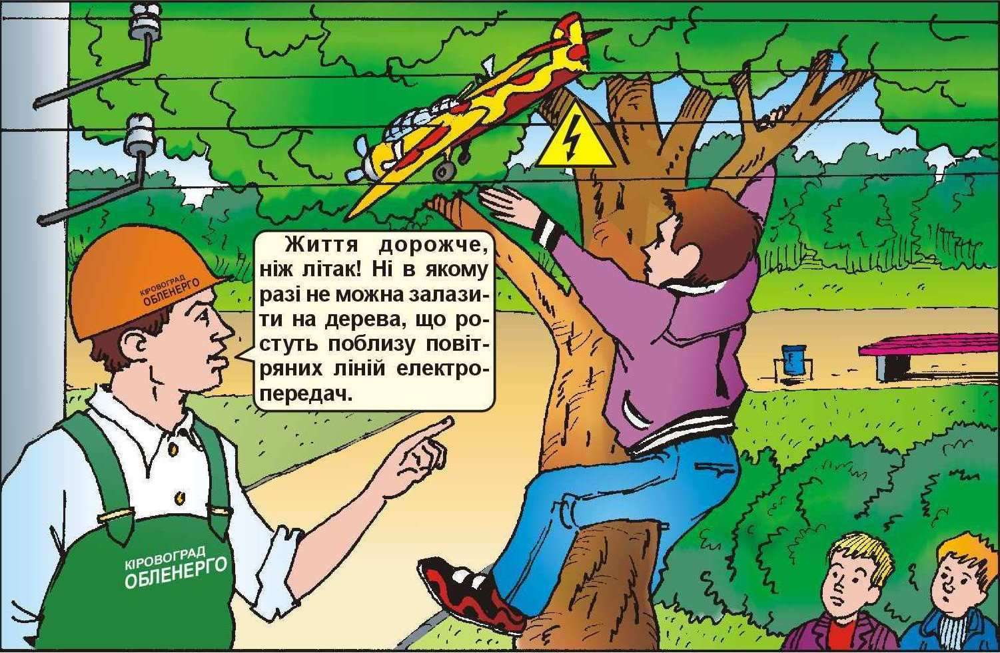 Життя дорожче,
ніж літак! Ні в якому
разі не можна залази-
ти на дерева, що ро-
стуть поблизу повіт-
ряних ліній електро-
передач.
КІРОВОГРАД
ОБЛЕНЕРГО
КІРОВОГРАД
ОБЛЕНЕРГО